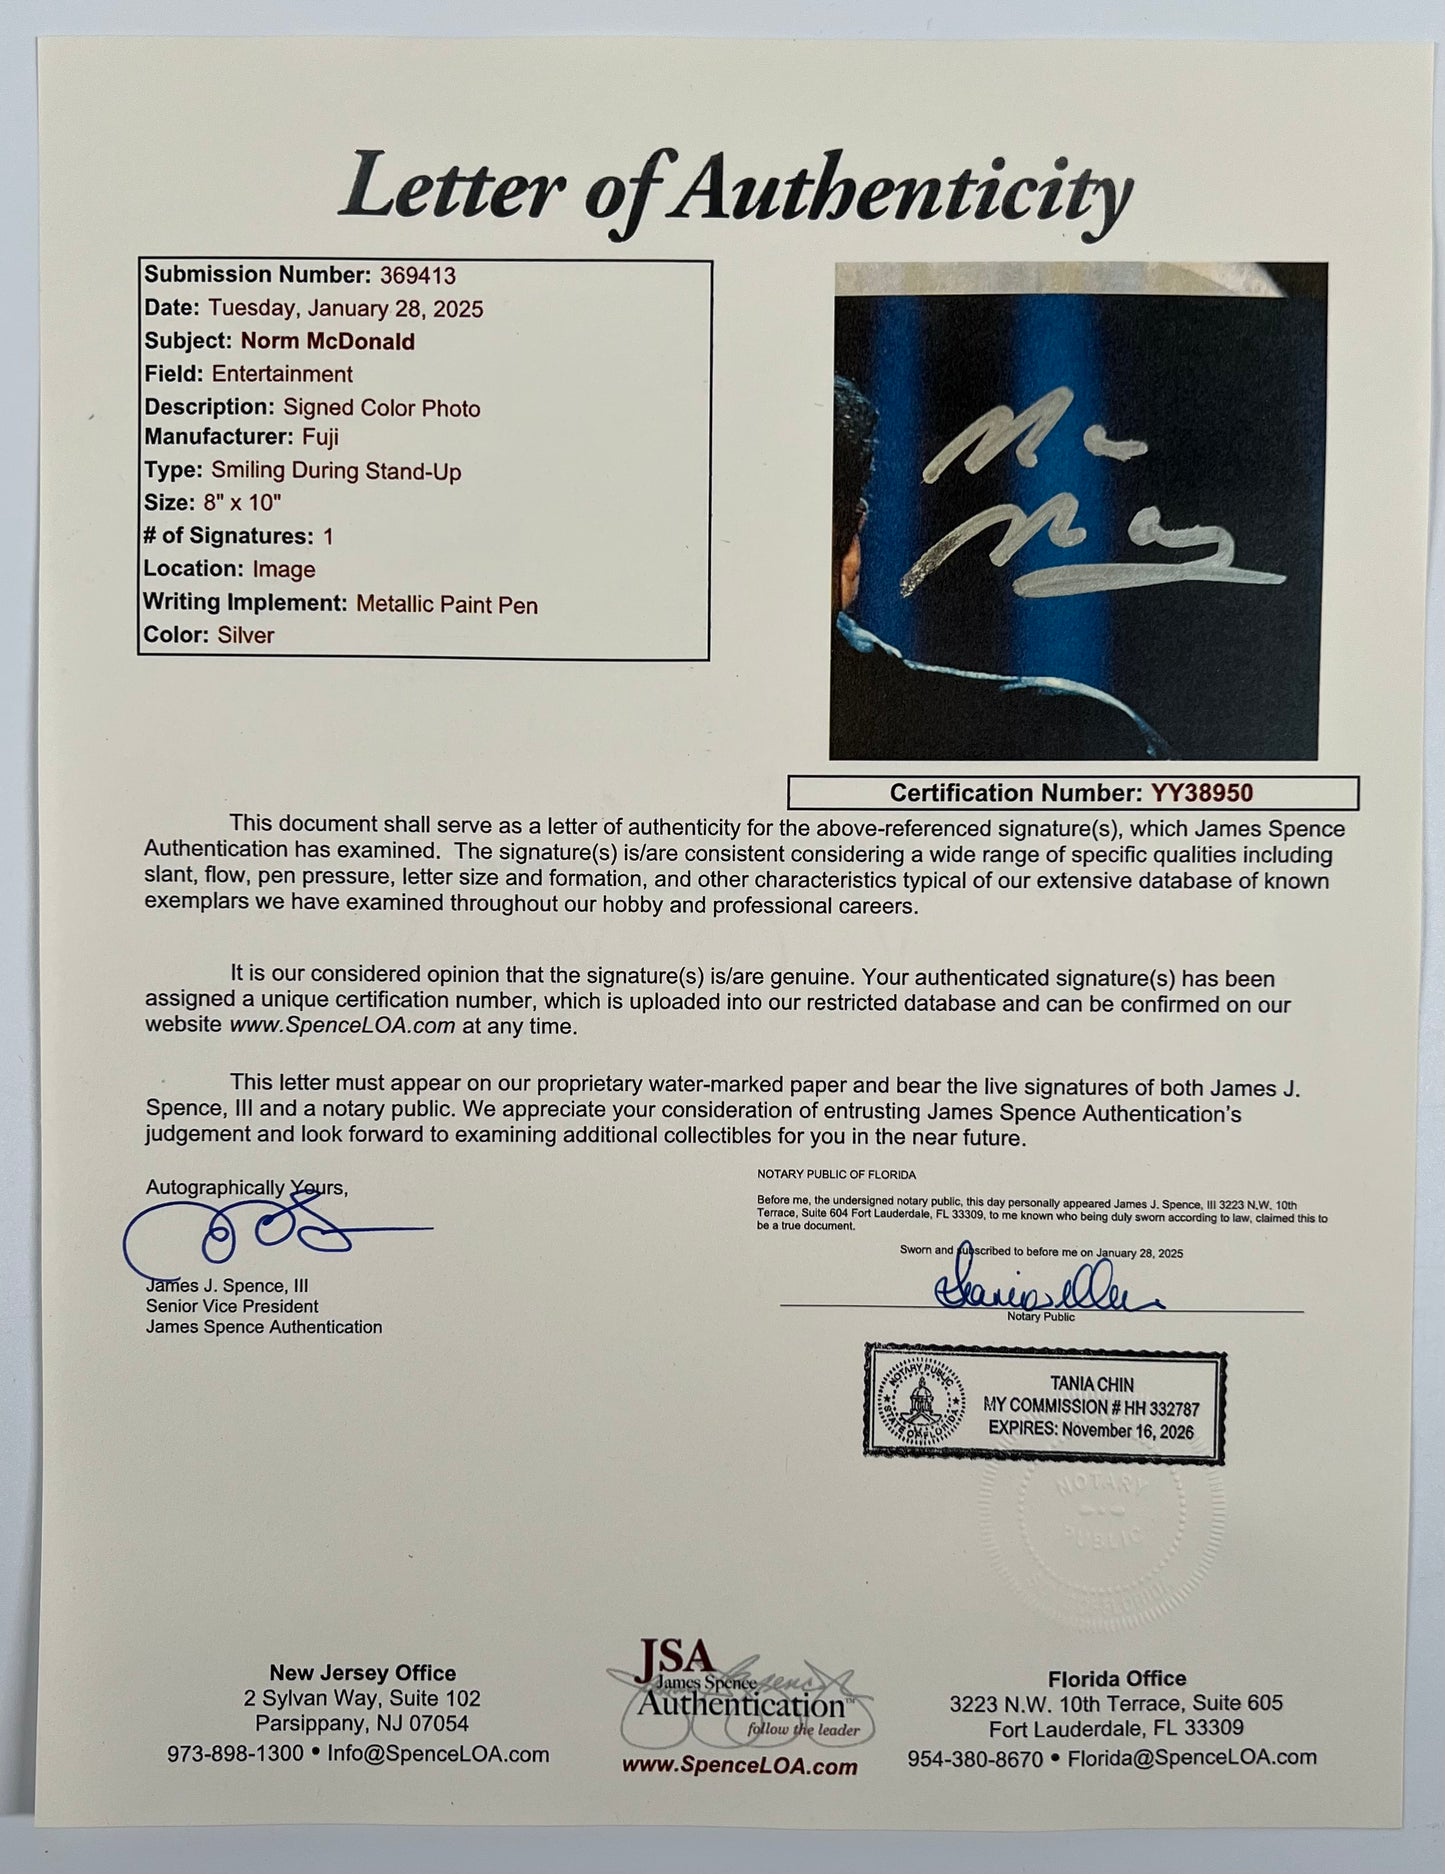 Letter of Authenticity
Submission Number: 369413
Date: Tuesday, January 28, 2025
Subject: Norm McDonald
Field: Entertainment
Description: Signed Color Photo
Manufacturer: Fuji
Type: Smiling During Stand-Up
Size: 8" x 10"
# of Signatures: 1
Location: Image
Writing Implement: Metallic Paint Pen
Color: Silver
Certification Number: YY38950
This document shall serve as a letter of authenticity for the above-referenced signature(s), which James Spence
Authentication has examined. The signature(s) is/are consistent considering a wide range of specific qualities including
slant, flow, pen pressure, letter size and formation, and other characteristics typical of our extensive database of known
exemplars we have examined throughout our hobby and professional careers.
It is our considered opinion that the signature(s) is/are genuine. Your authenticated signature(s) has been
assigned a unique certification number, which is uploaded into our restricted database and can be confirmed on our
website www.SpenceLOA.com at any time.
This letter must appear on our proprietary water-marked paper and bear the live signatures of both James J.
Spence, III and a notary public. We appreciate your consideration of entrusting James Spence Authentication's
judgement and look forward to examining additional collectibles for you in the near future.
Autographically Yours,
James J. Spence, III
Senior Vice President
James Spence Authentication
NOTARY PUBLIC OF FLORIDA
Before me, the undersigned notary public, this day personally appeared James J. Spence, III 3223 N.W. 10th
Terrace, Suite 604 Fort Lauderdale, FL 33309, to me known who being duly sworn according to law, claimed this to
be a true document.
Sworn and subscribed to before me on January 28, 2025
Notary Public
NOTARY PUBLIC
STATE OF FLORIDA
TANIA CHIN
MY COMMISSION # HH 332787
EXPIRES: November 16, 2026
NOTARY
PUBLIC
New Jersey Office
2 Sylvan Way, Suite 102
Parsippany, NJ 07054
973-898-1300 • Info@SpenceLOA.com
JSA
James Spence
Authentication™
follow the leader
www.SpenceLOA.com
Florida Office
3223 N.W. 10th Terrace, Suite 605
Fort Lauderdale, FL 33309
954-380-8670 • Florida@SpenceLOA.com